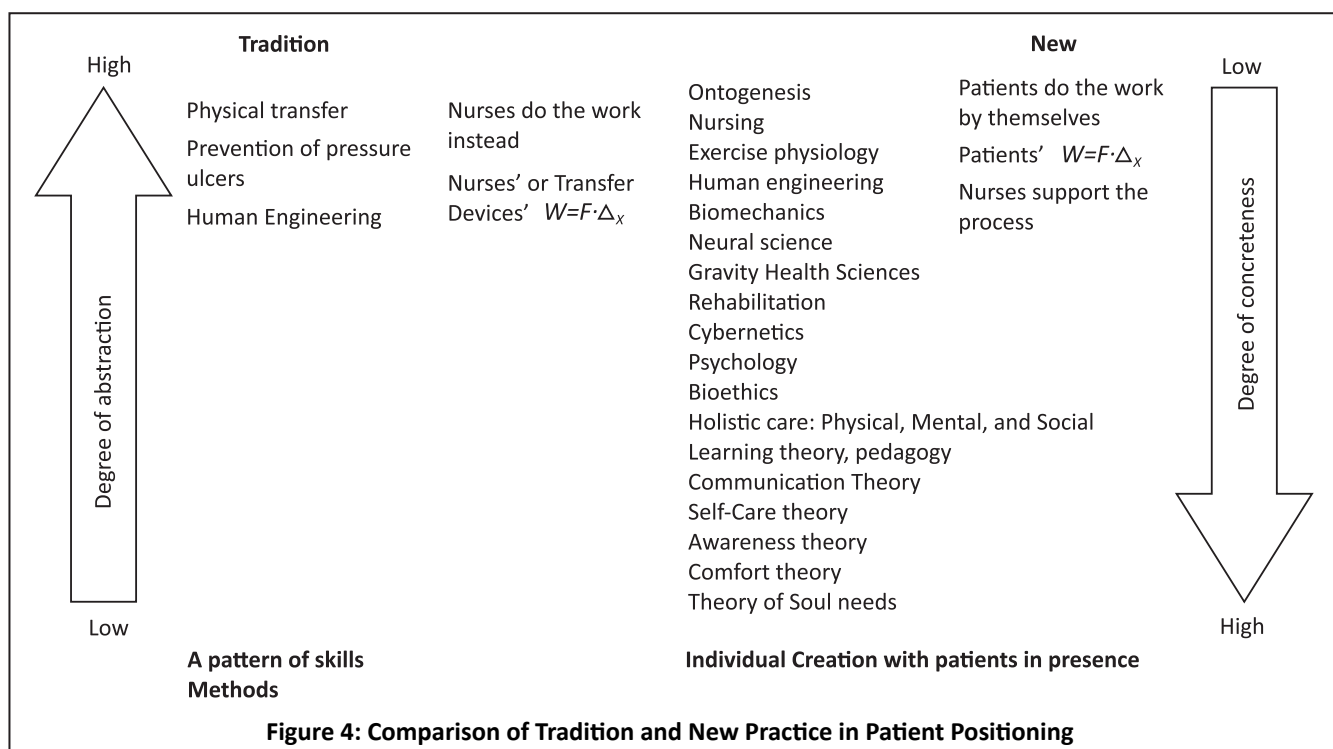 Tradition
High
Physical transfer
Prevention of pressure
ulcers
Human Engineering
Nurses do the work
instead
Nurses’ or Transfer
Devices’ W=F·△x
Degree of abstraction
Low
A pattern of skills
Methods
New
Ontogenesis
Nursing
Exercise physiology
Human engineering
Biomechanics
Neural science
Gravity Health Sciences
Rehabilitation
Cybernetics
Psychology
Bioethics
Holistic care: Physical, Mental, and Social
Learning theory, pedagogy
Communication Theory
Self-Care theory
Awareness theory
Comfort theory
Theory of Soul needs
Patients do the work
by themselves
Patients’ W=F·△x
Nurses support the
process
Low
Degree of concreteness
High
Individual Creation with patients in presence
Figure 4: Comparison of Tradition and New Practice in Patient Positioning